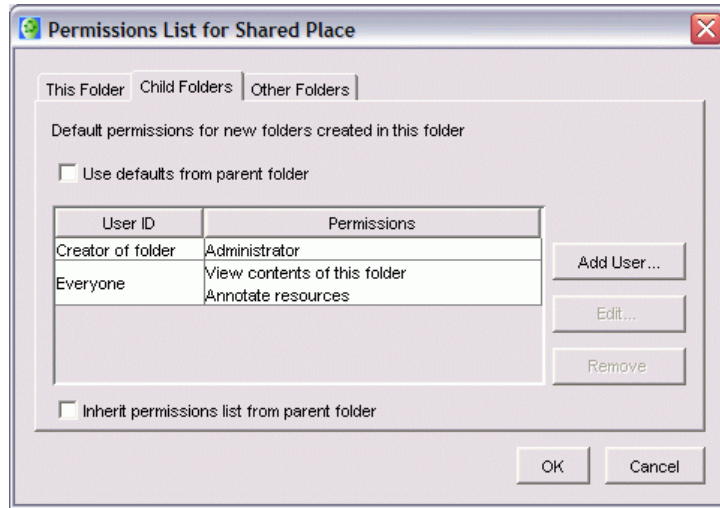 Permissions List for Shared Place
This Folder Child Folders Other Folders
Default permissions for new folders created in this folder
Use defaults from parent folder
User ID Permissions
Creator of folder Administrator
Everyone View contents of this folder
Annotate resources
Add User...
Edit...
Remove
Inherit permissions list from parent folder
OK Cancel